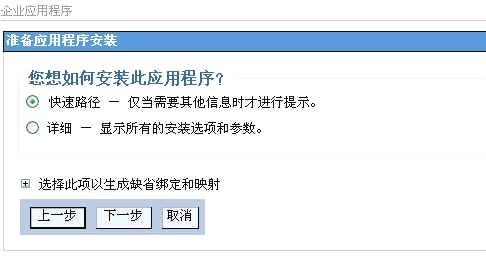 企业应用程序
准备应用程序安装
您想如何安装此应用程序?
快速路径 — 仅当需要其他信息时才进行提示。
详细 — 显示所有的安装选项和参数。
选择此项以生成缺省绑定和映射
上一步 下一步 取消